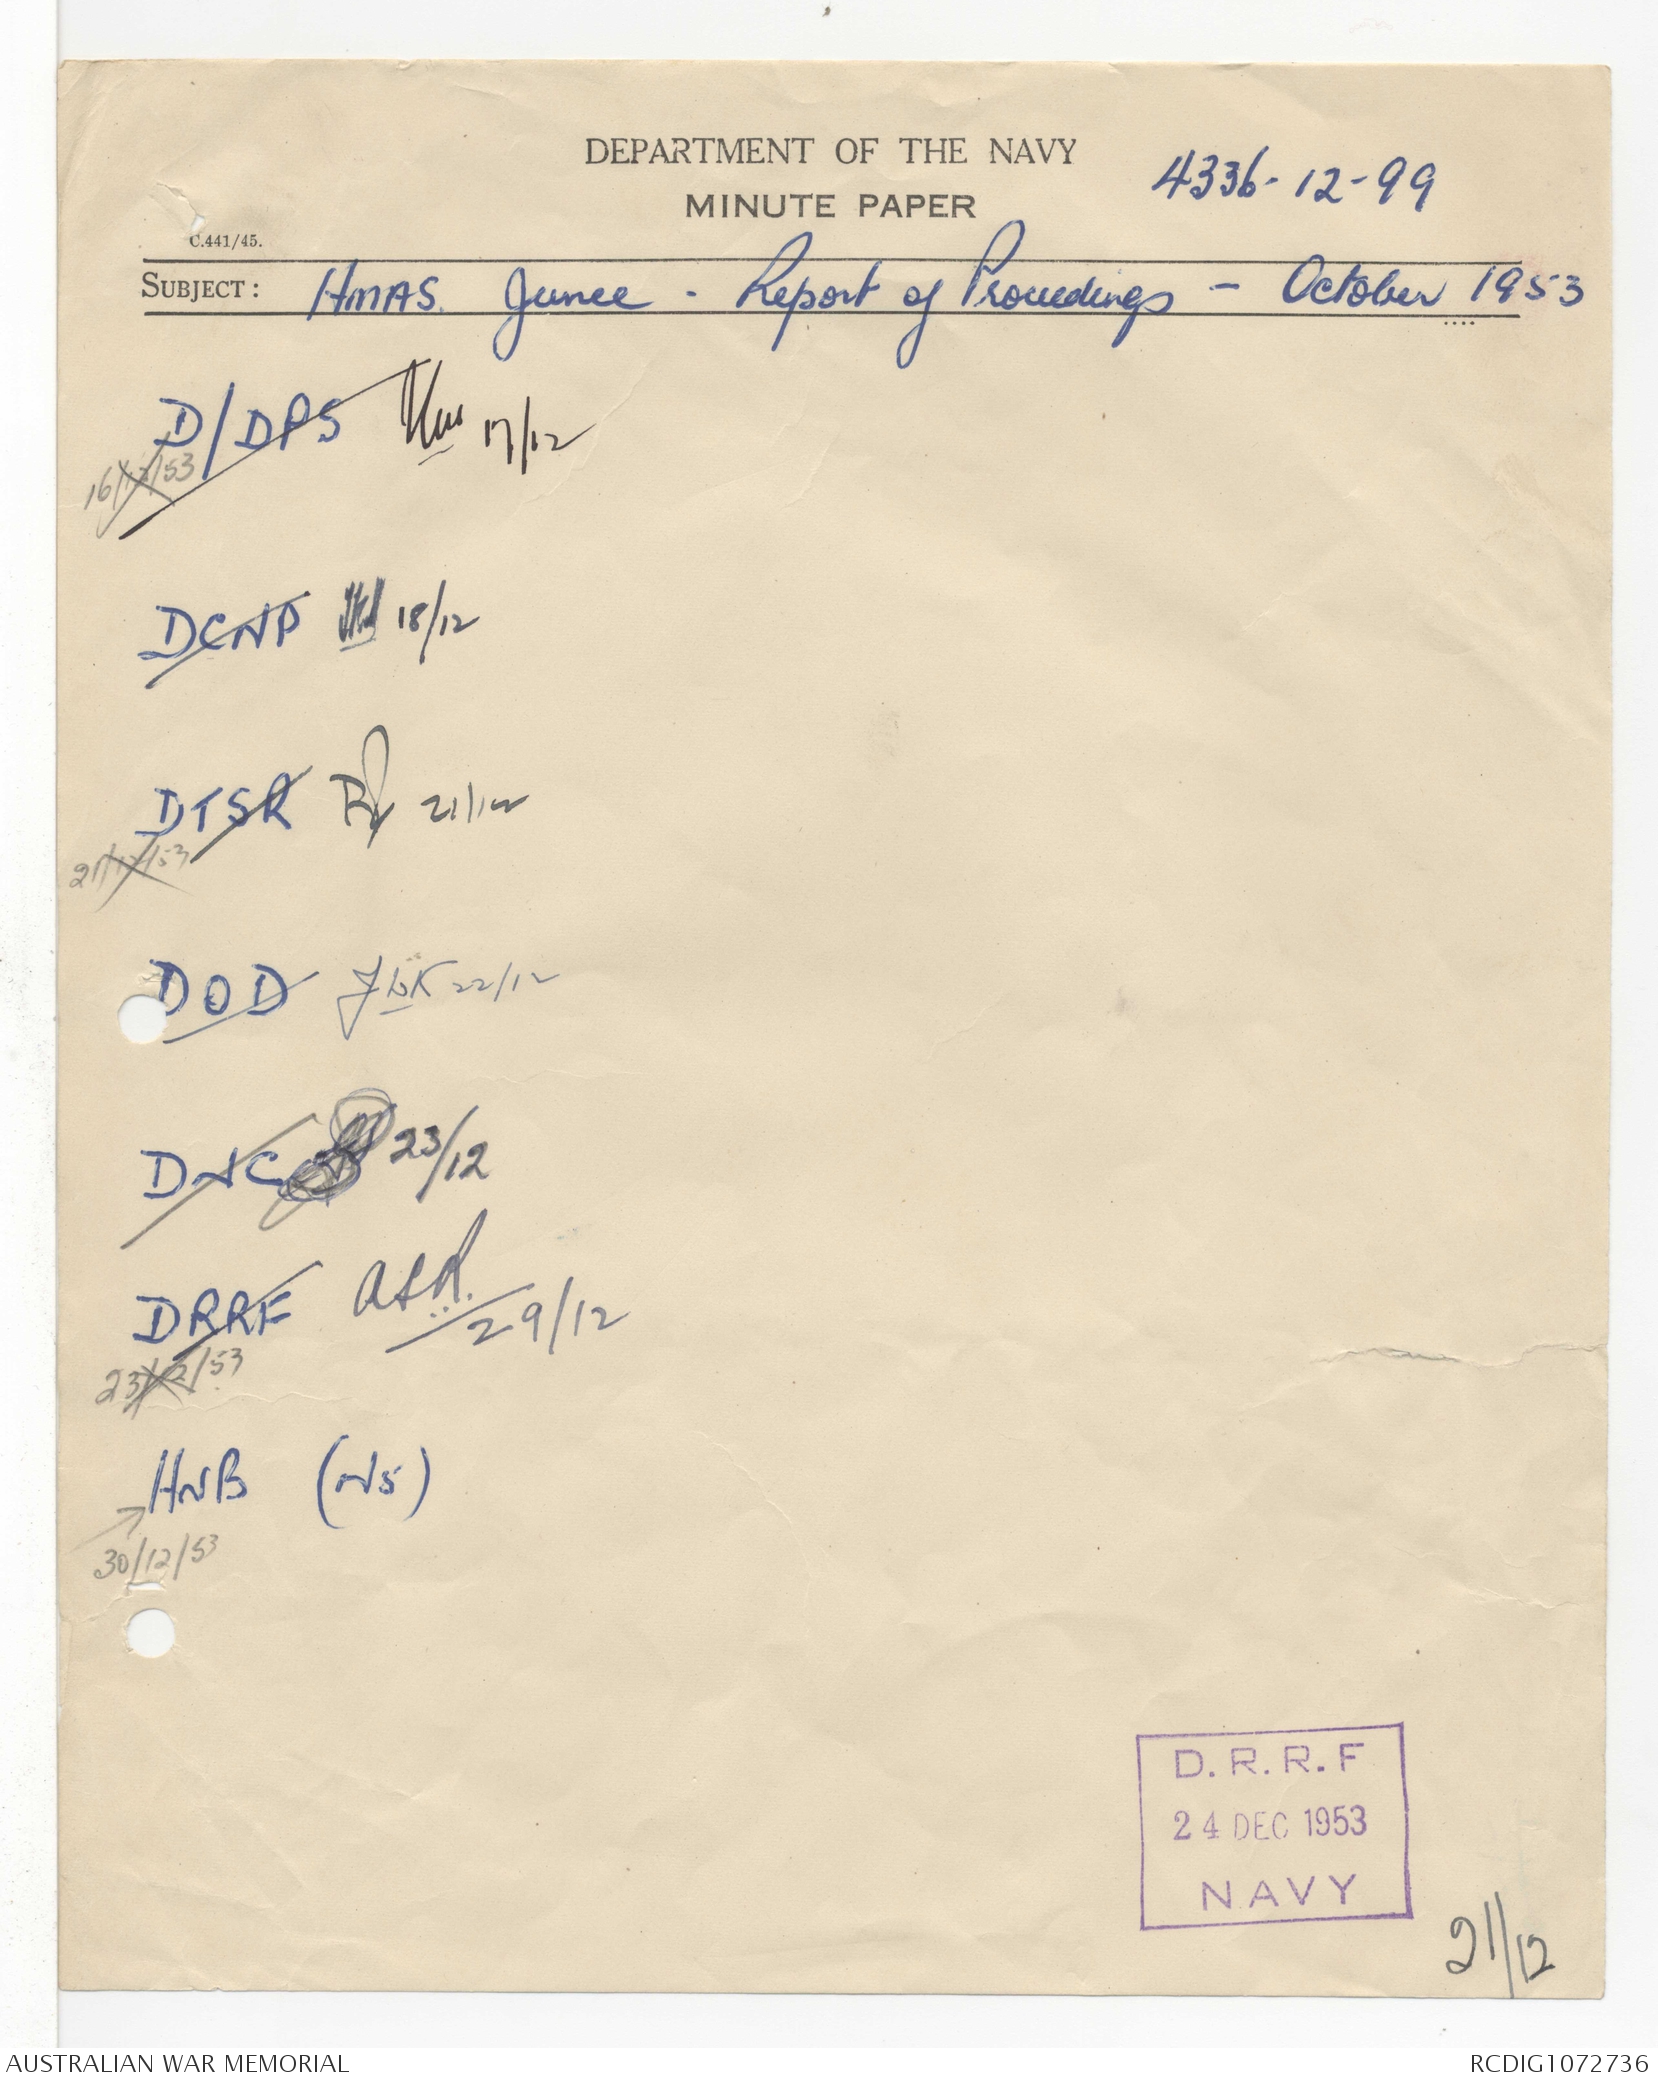 DEPARTMENT OF THE NAVY
MINUTE PAPER
4336-12-99
C.441/45.
SUBJECT: HMAS. Junee - Report of Proceedings - October 1953
D/DPS 17/12
16/12/53
DCNP 18/12
DTSR 21/12
21/12/53
DOD 22/12
DNC 23/12
DRRF 29/12
23/12/53
HNB (NS)
30/12/53
D.R.R.F
24 DEC 1953
NAVY
21/12
AUSTRALIAN WAR MEMORIAL
RCDIG1072736